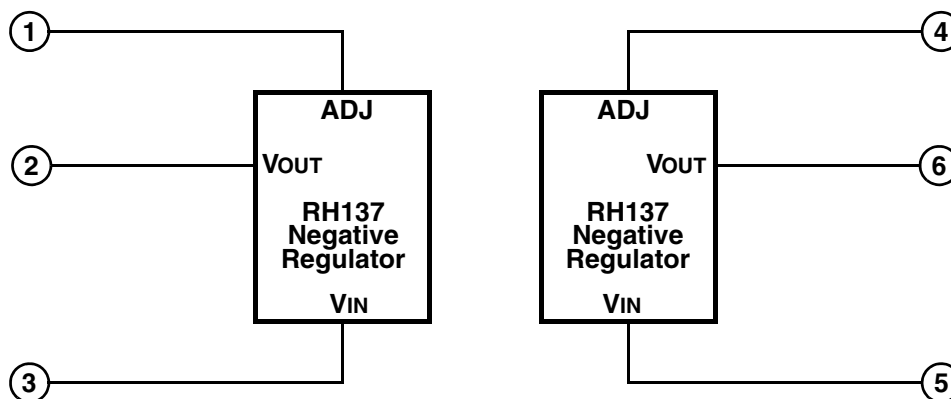 1
4
ADJ
ADJ
2
VOUT
VOUT
6
RH137
Negative
Regulator
RH137
Negative
Regulator
VIN
VIN
3
5